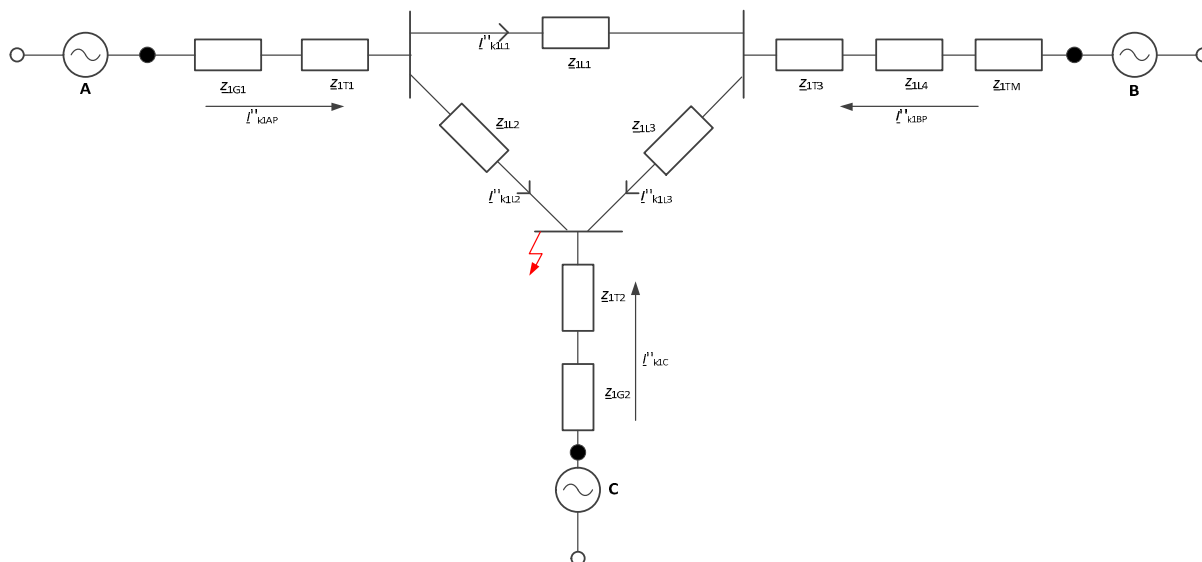 I''k1L1
z1L1
A
z1G1
z1T1
z1T3
z1L4
z1TM
B
I''k1AP
I''k1BP
z1L2
z1L3
I''k1L2
I''k1L3
z1T2
I''k1C
z1G2
C